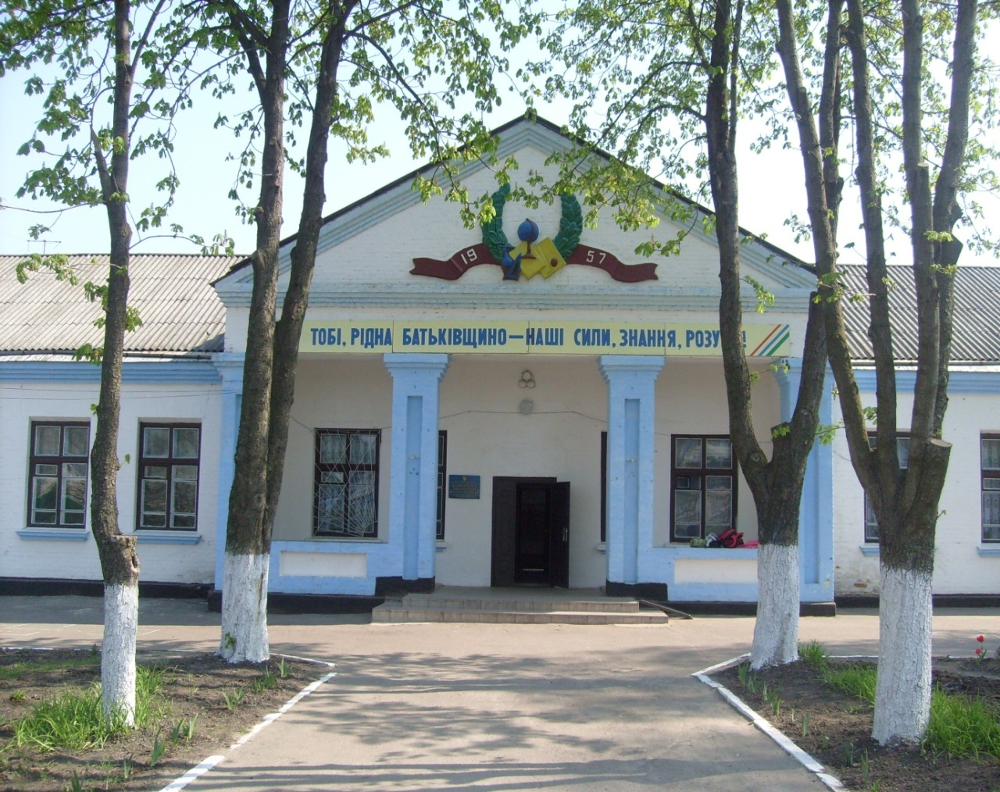 19 57
ТОБІ, РІДНА БАТЬКІВЩИНО — НАШІ СИЛИ, ЗНАННЯ,